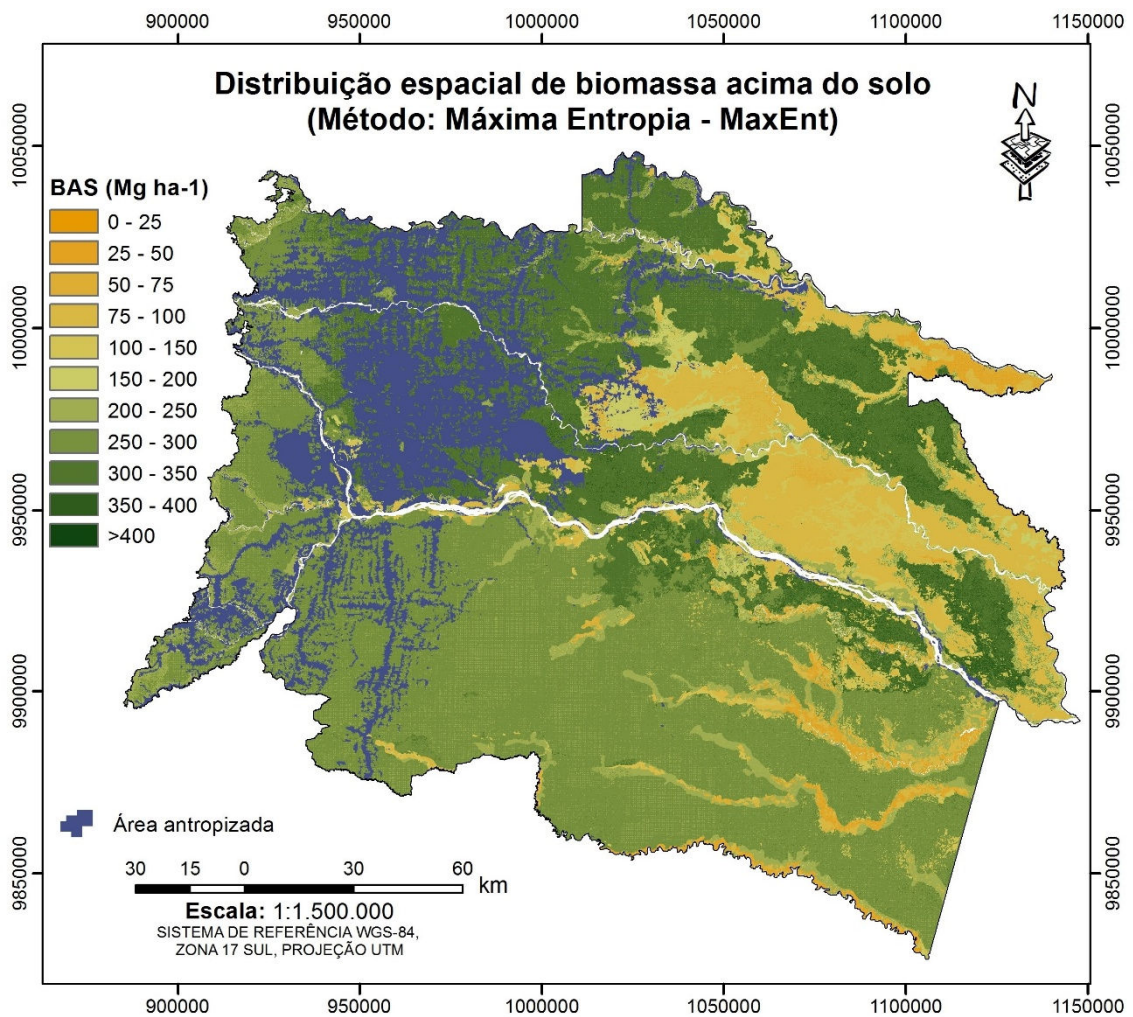 900000 950000 1000000 1050000 1100000 1150000
Distribuição espacial de biomassa acima do solo
(Método: Máxima Entropia - MaxEnt)
N
BAS (Mg ha-1)
0 - 25
25 - 50
50 - 75
75 - 100
100 - 150
150 - 200
200 - 250
250 - 300
300 - 350
350 - 400
>400
10050000
10000000
9950000
9900000
9850000
10050000
10000000
9950000
9900000
9850000
Área antropizada
30 15 0 30 60
km
Escala: 1:1.500.000
SISTEMA DE REFERÊNCIA WGS-84,
ZONA 17 SUL, PROJEÇÃO UTM
900000 950000 1000000 1050000 1100000 1150000